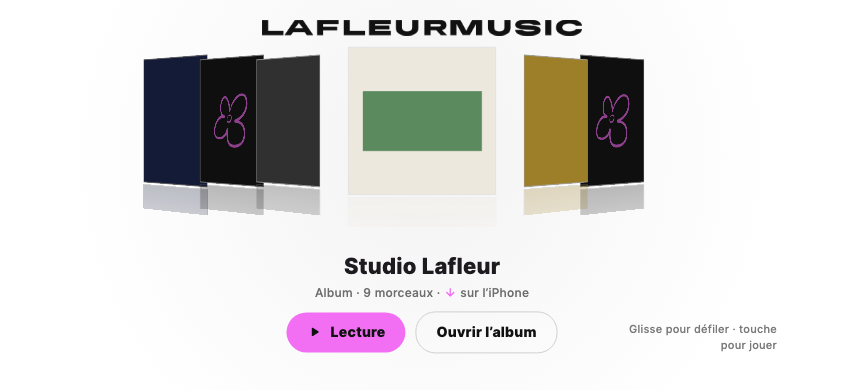 LAFLEURMUSIC
Studio Lafleur
Album · 9 morceaux · ↓ sur l’iPhone
Lecture
Ouvrir l’album
Glisse pour défiler · touche
pour jouer